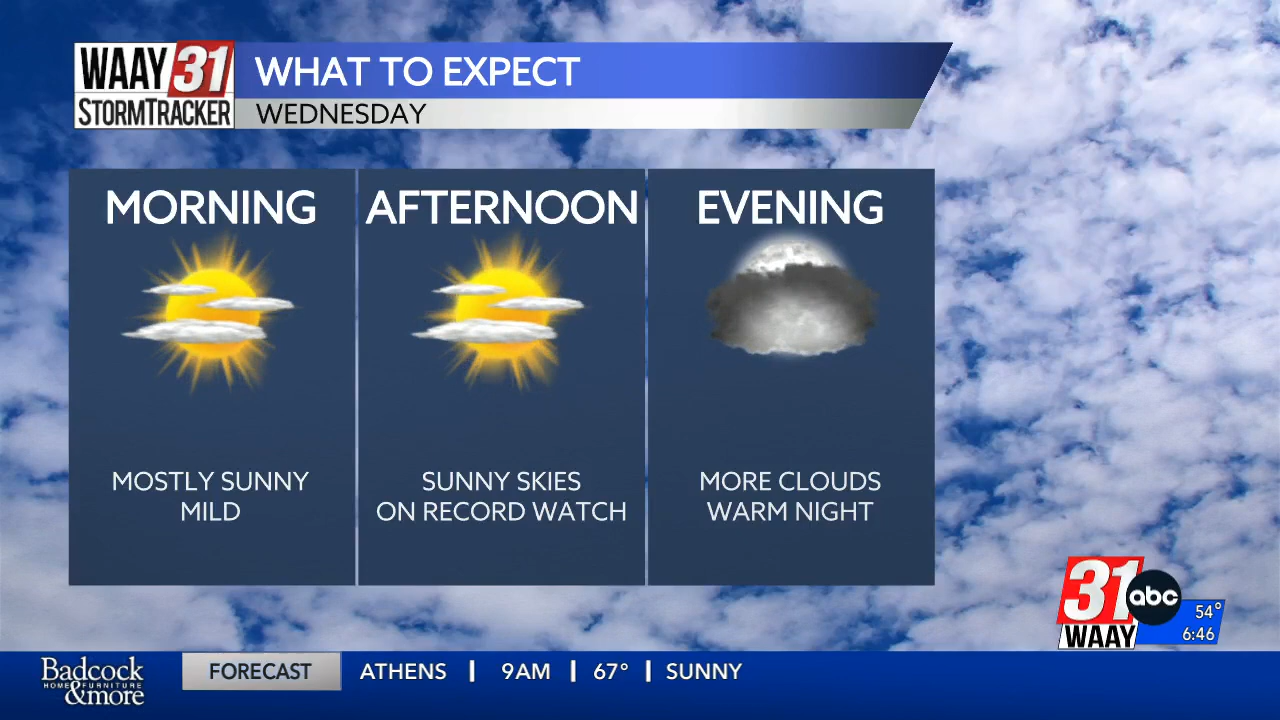 WAAY 31
STORMTRACKER
WHAT TO EXPECT
WEDNESDAY
MORNING
MOSTLY SUNNY
MILD
AFTERNOON
SUNNY SKIES
ON RECORD WATCH
EVENING
MORE CLOUDS
WARM NIGHT
31
abc
WAAY
54°
6:46
Badcock
HOME FURNITURE
&more
FORECAST
ATHENS | 9AM | 67° | SUNNY